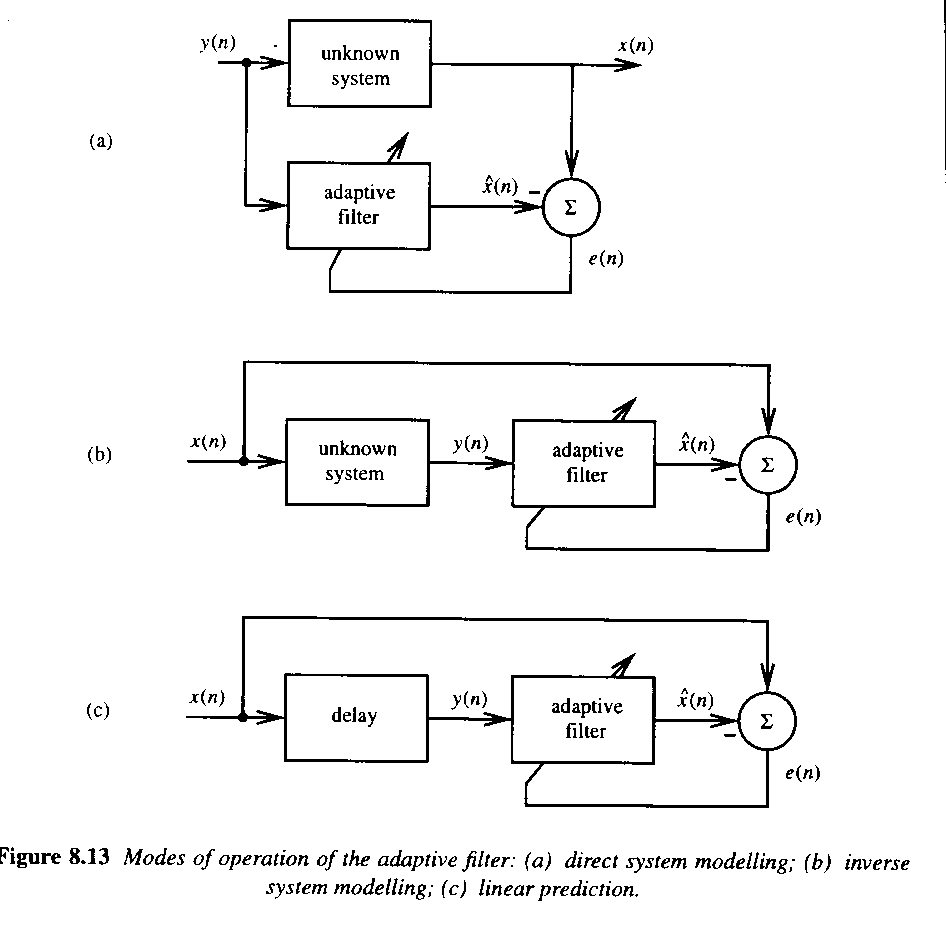 y(n)
unknown
system
x(n)
(a)
adaptive
filter
x̂(n)
−
Σ
e(n)
(b)
x(n)
unknown
system
y(n)
adaptive
filter
x̂(n)
−
Σ
e(n)
(c)
x(n)
delay
y(n)
adaptive
filter
x̂(n)
−
Σ
e(n)
Figure 8.13 Modes of operation of the adaptive filter: (a) direct system modelling; (b) inverse
system modelling; (c) linear prediction.